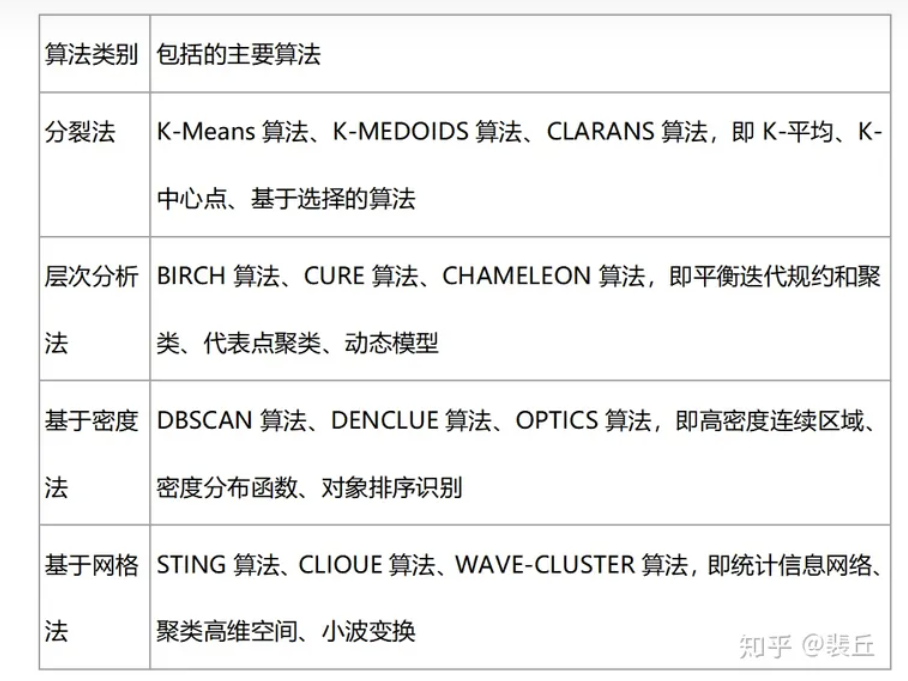 算法类别 包括的主要算法
分裂法 K-Means 算法、K-MEDOIDS 算法、CLARANS 算法，即 K-平均、K-
中心点、基于选择的算法
层次分析 BIRCH 算法、CURE 算法、CHAMELEON 算法，即平衡迭代规约和聚
法 类、代表点聚类、动态模型
基于密度 DBSCAN 算法、DENCLUE 算法、OPTICS 算法，即高密度连续区域、
法 密度分布函数、对象排序识别
基于网格 STING 算法、CLIOUE 算法、WAVE-CLUSTER 算法，即统计信息网络、
法 聚类高维空间、小波变换
知乎 @裴丘